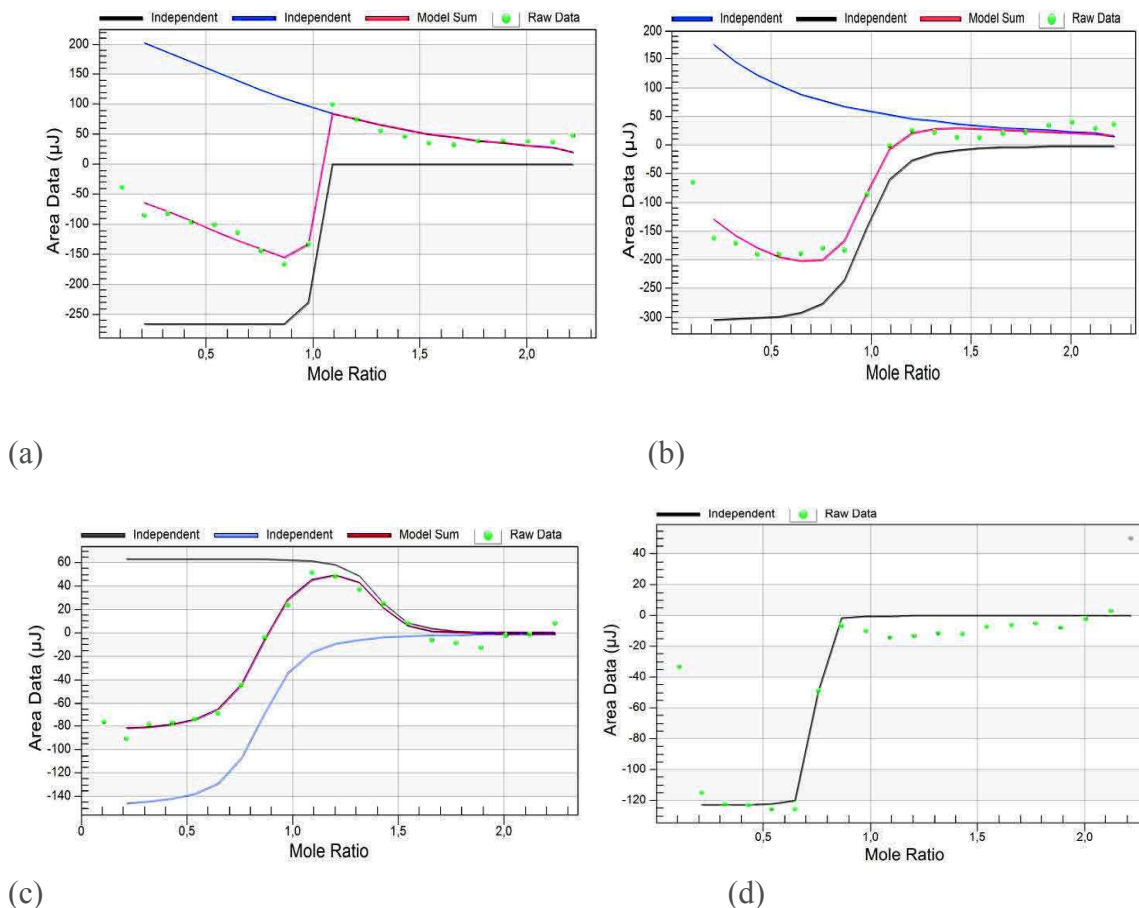 Independent Independent Model Sum Raw Data
200
150
100
50
0
-50
-100
-150
-200
-250
Area Data (µJ)
0,5 1,0 1,5 2,0
Mole Ratio
Independent Independent Model Sum Raw Data
200
150
100
50
0
-50
-100
-150
-200
-250
-300
Area Data (µJ)
0,5 1,0 1,5 2,0
Mole Ratio
(a) (b)
Independent Independent Model Sum Raw Data
60
40
20
0
-20
-40
-60
-80
-100
-120
-140
Area Data (µJ)
0 0,5 1,0 1,5 2,0
Mole Ratio
Independent Raw Data
40
20
0
-20
-40
-60
-80
-100
-120
Area Data (µJ)
0,5 1,0 1,5 2,0
Mole Ratio
(c) (d)